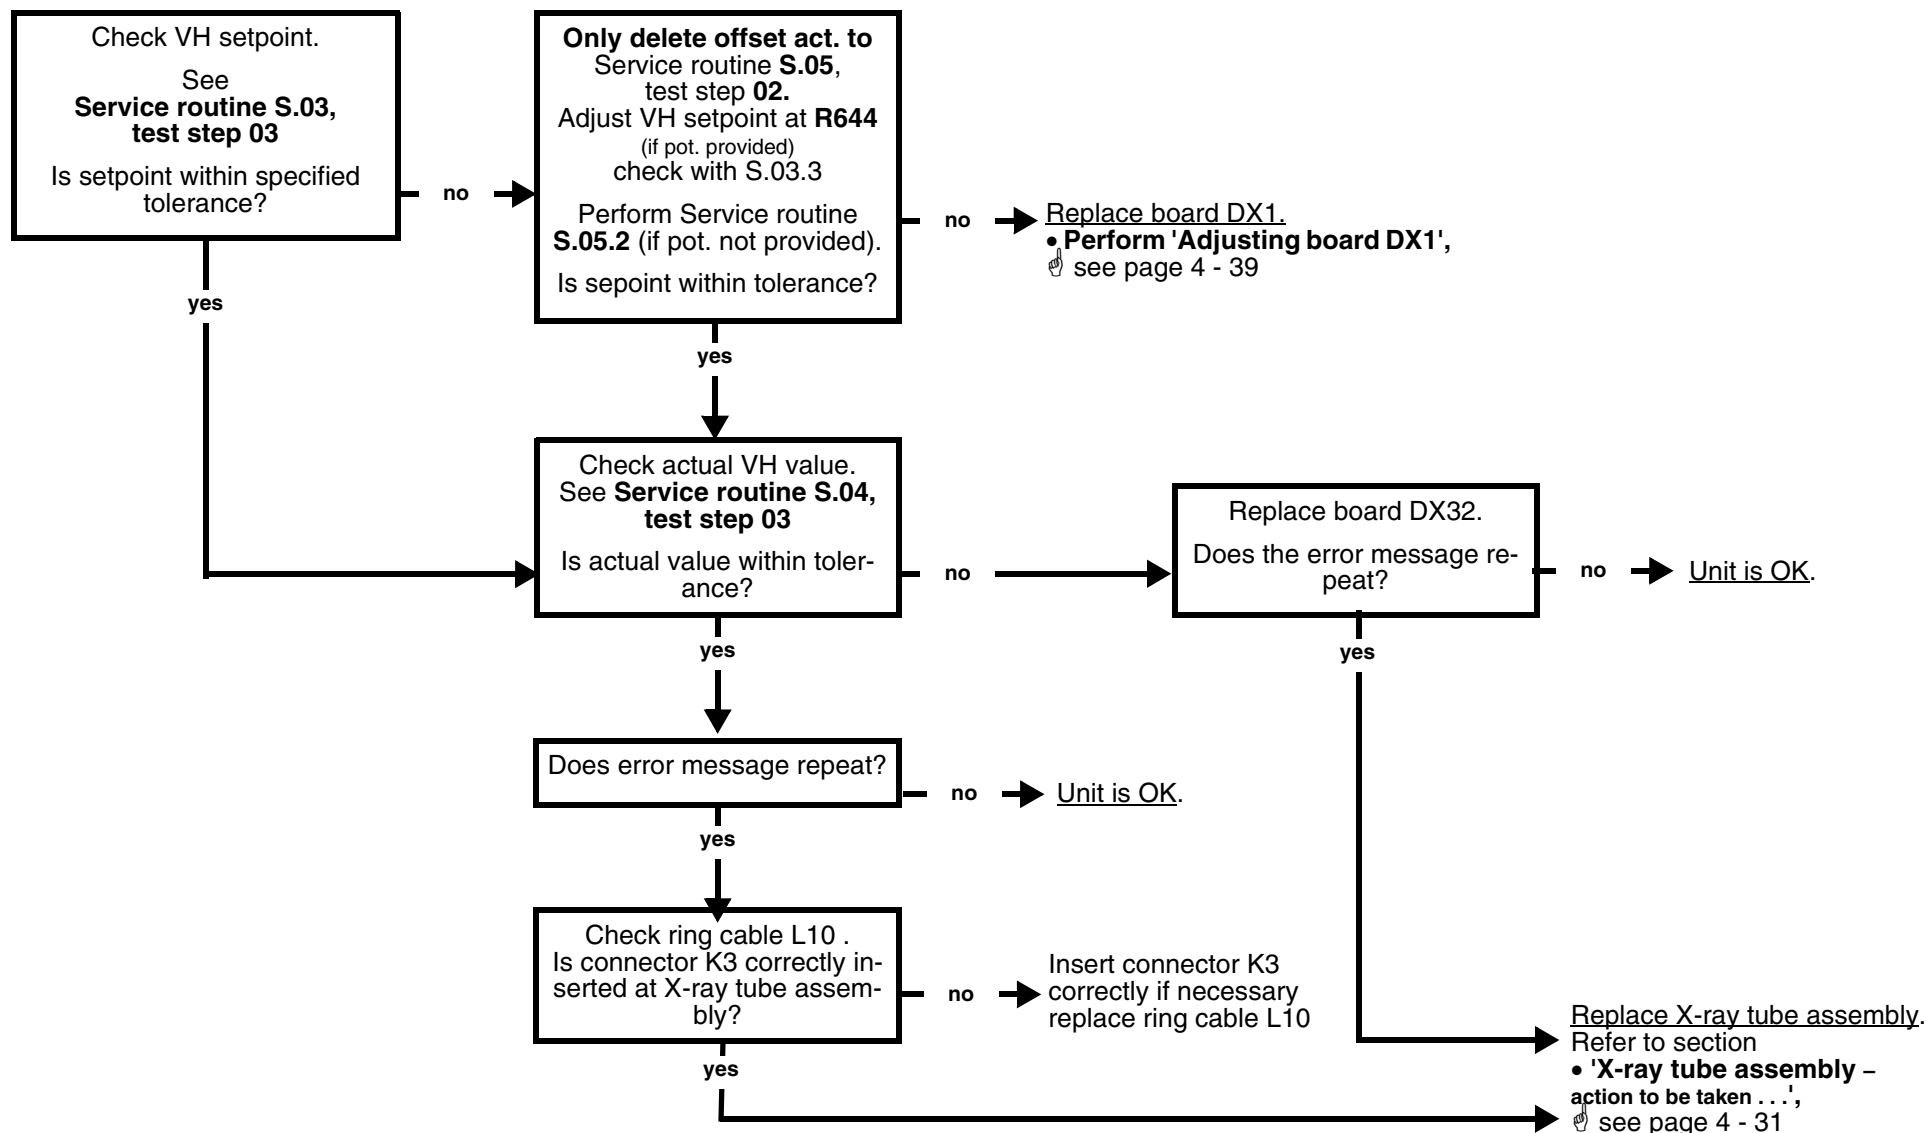 Check VH setpoint.
See
Service routine S.03,
test step 03
Is setpoint within specified
tolerance?
no
yes
Only delete offset act. to
Service routine S.05,
test step 02.
Adjust VH setpoint at R644
(if pot. provided)
check with S.03.3
Perform Service routine
S.05.2 (if pot. not provided).
Is sepoint within tolerance?
no
Replace board DX1.
• Perform 'Adjusting board DX1',
☝ see page 4 - 39
yes
Check actual VH value.
See Service routine S.04,
test step 03
Is actual value within toler-
ance?
no
Replace board DX32.
Does the error message re-
peat?
no
Unit is OK.
yes
yes
Does error message repeat?
no
Unit is OK.
yes
Check ring cable L10 .
Is connector K3 correctly in-
serted at X-ray tube assem-
bly?
no
Insert connector K3
correctly if necessary
replace ring cable L10
yes
Replace X-ray tube assembly.
Refer to section
• 'X-ray tube assembly –
action to be taken . . .',
☝ see page 4 - 31